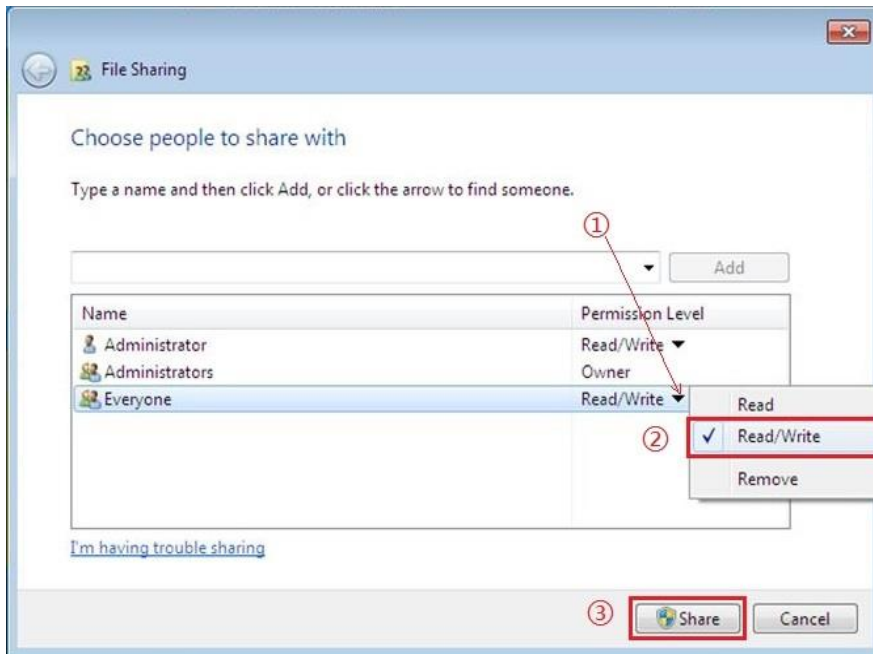 File Sharing
Choose people to share with
Type a name and then click Add, or click the arrow to find someone.
①
Add
Name Permission Level
Administrator Read/Write
Administrators Owner
Everyone Read/Write
Read
② Read/Write
Remove
I'm having trouble sharing
③ Share Cancel